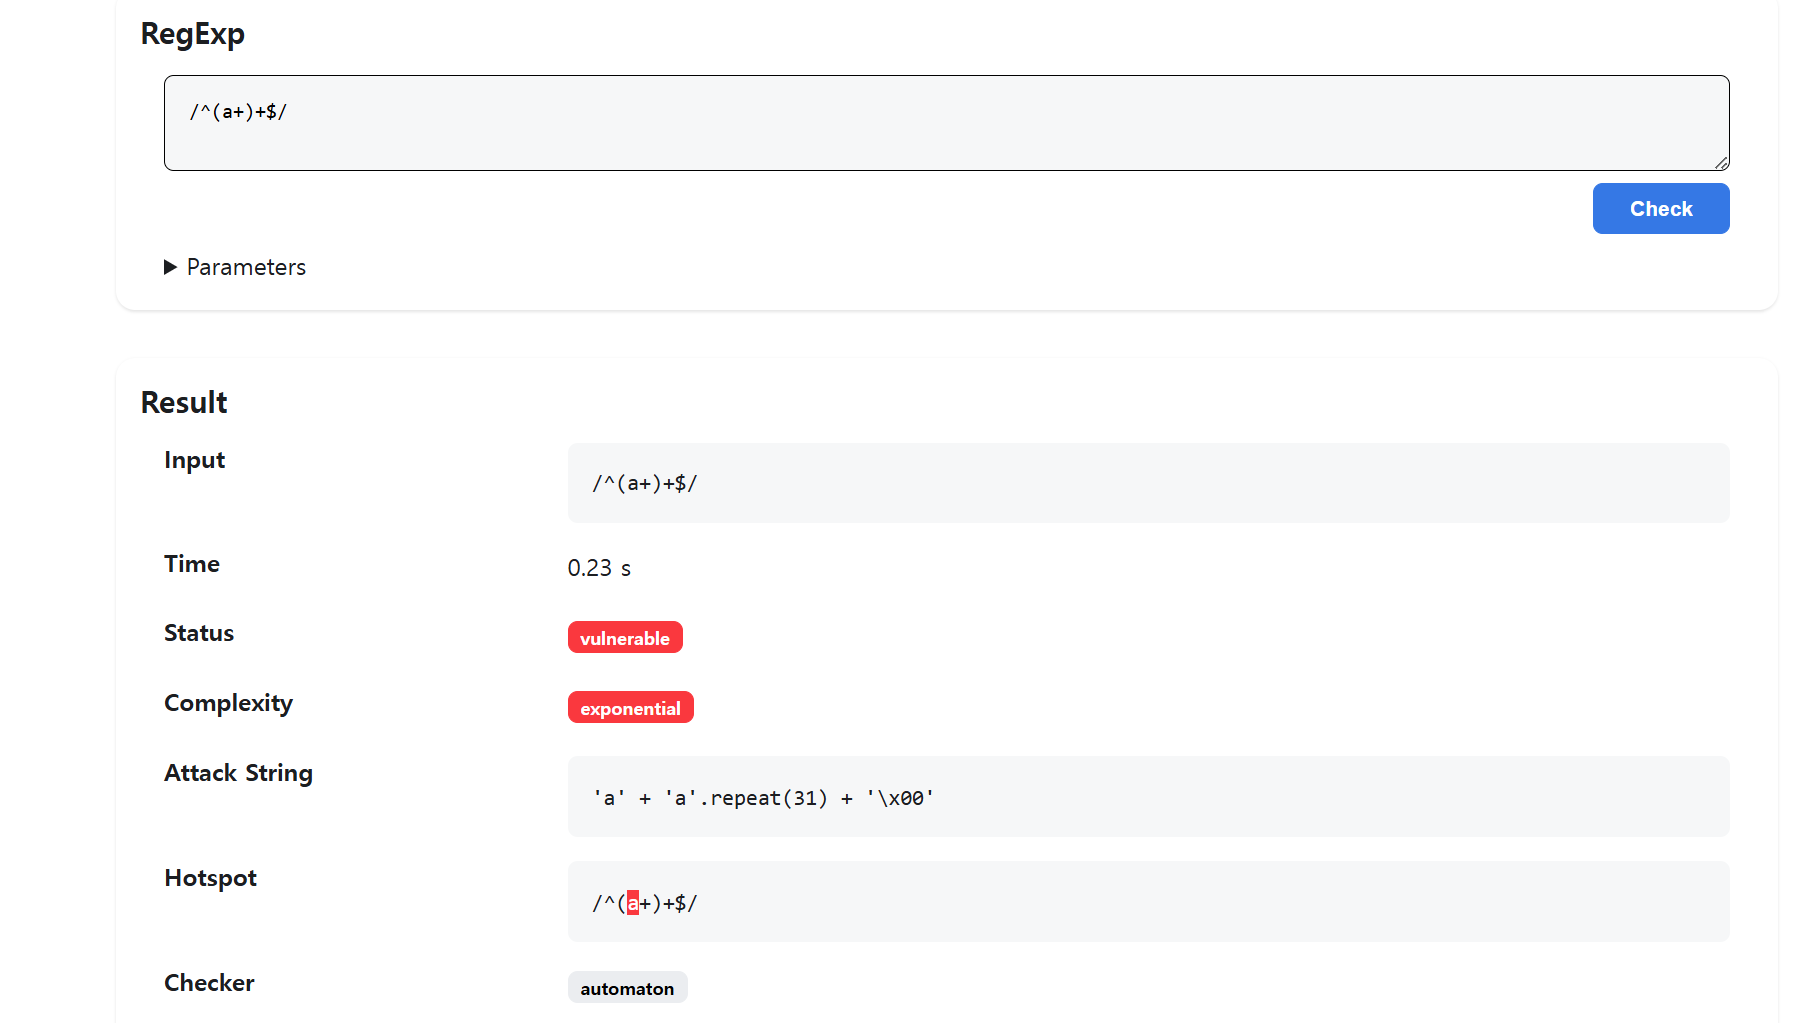 RegExp
/^(a+)+$/
Check
Parameters
Result
Input
/^(a+)+$/
Time
0.23 s
Status
vulnerable
Complexity
exponential
Attack String
'a' + 'a'.repeat(31) + '\x00'
Hotspot
/^(a+)+$/
Checker
automaton